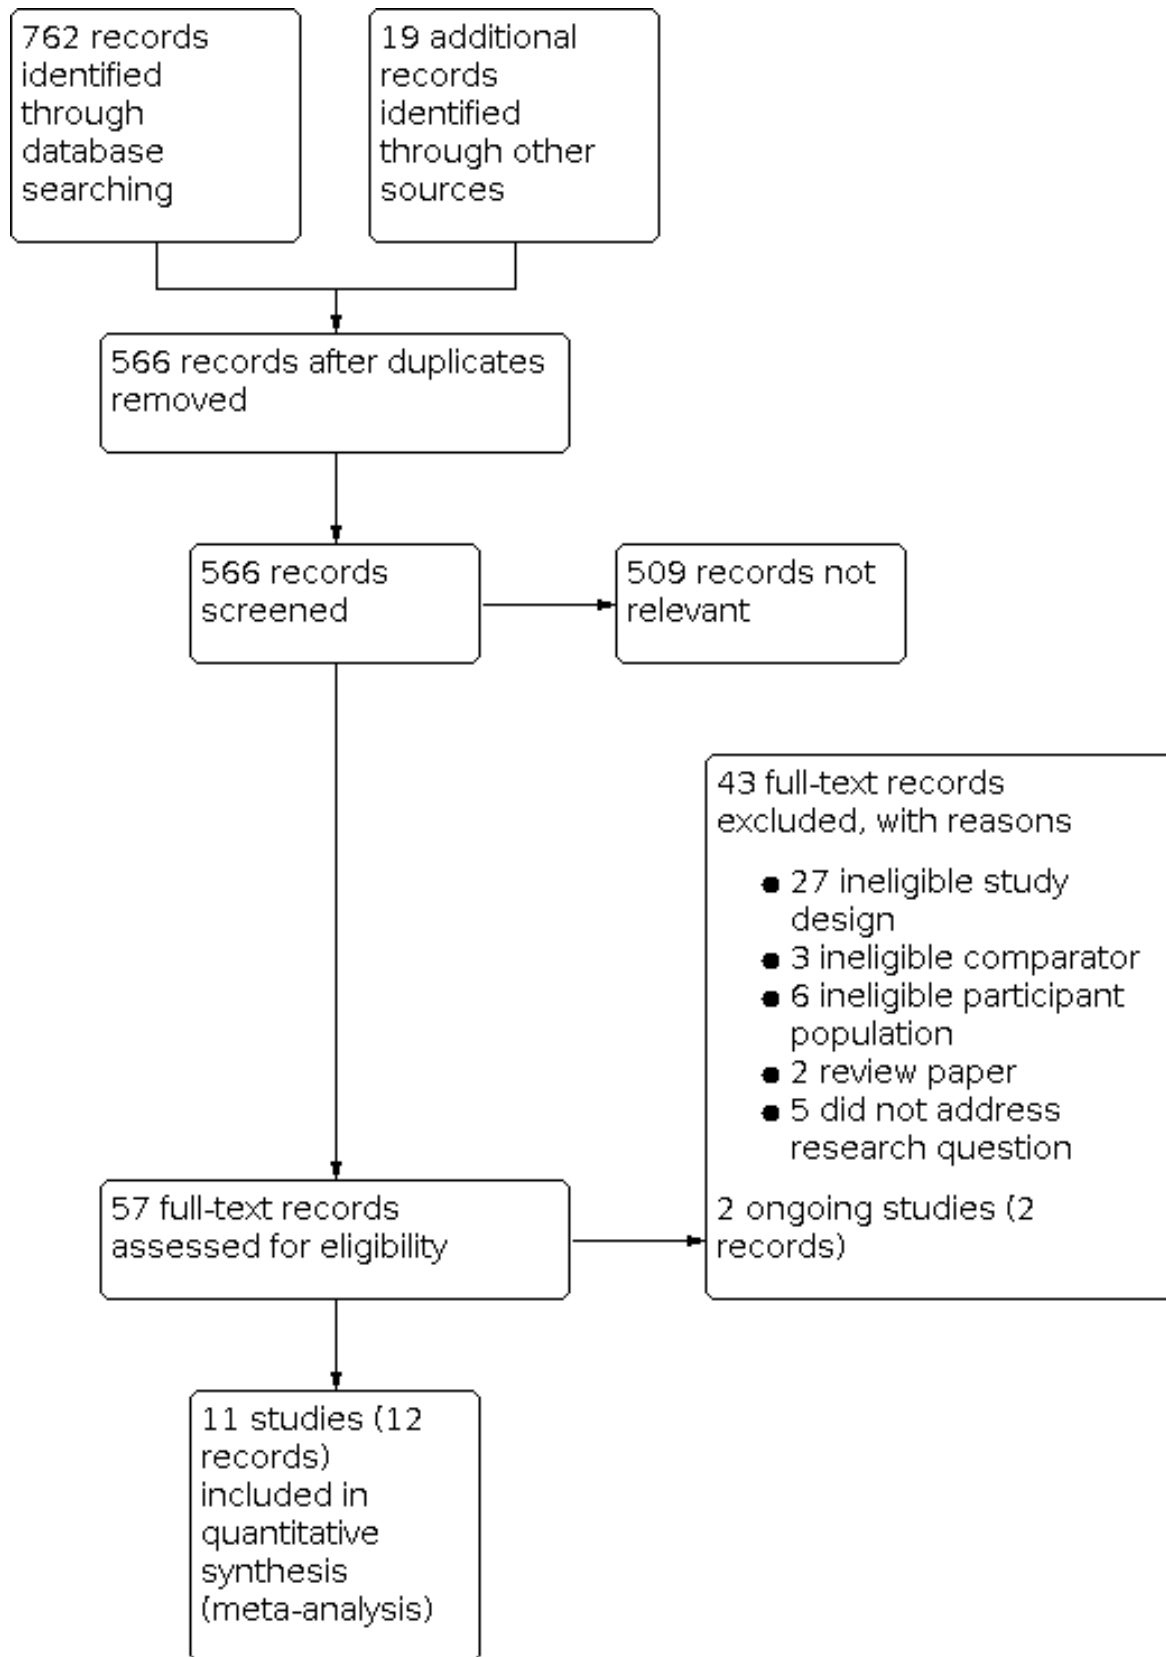 762 records
identified
through
database
searching
19 additional
records
identified
through other
sources
566 records after duplicates
removed
566 records
screened
509 records not
relevant
43 full-text records
excluded, with reasons
● 27 ineligible study
design
● 3 ineligible comparator
● 6 ineligible participant
population
● 2 review paper
● 5 did not address
research question
2 ongoing studies (2
records)
57 full-text records
assessed for eligibility
11 studies (12
records)
included in
quantitative
synthesis
(meta-analysis)